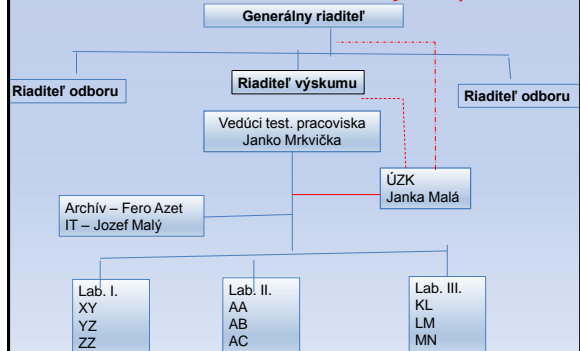 Generálny riaditeľ
Riaditeľ odboru
Riaditeľ výskumu
Riaditeľ odboru
Vedúci test. pracoviska
Janko Mrkvička
ÚZK
Janka Malá
Archív – Fero Azet
IT – Jozef Malý
Lab. I.
XY
YZ
ZZ
Lab. II.
AA
AB
AC
Lab. III.
KL
LM
MN